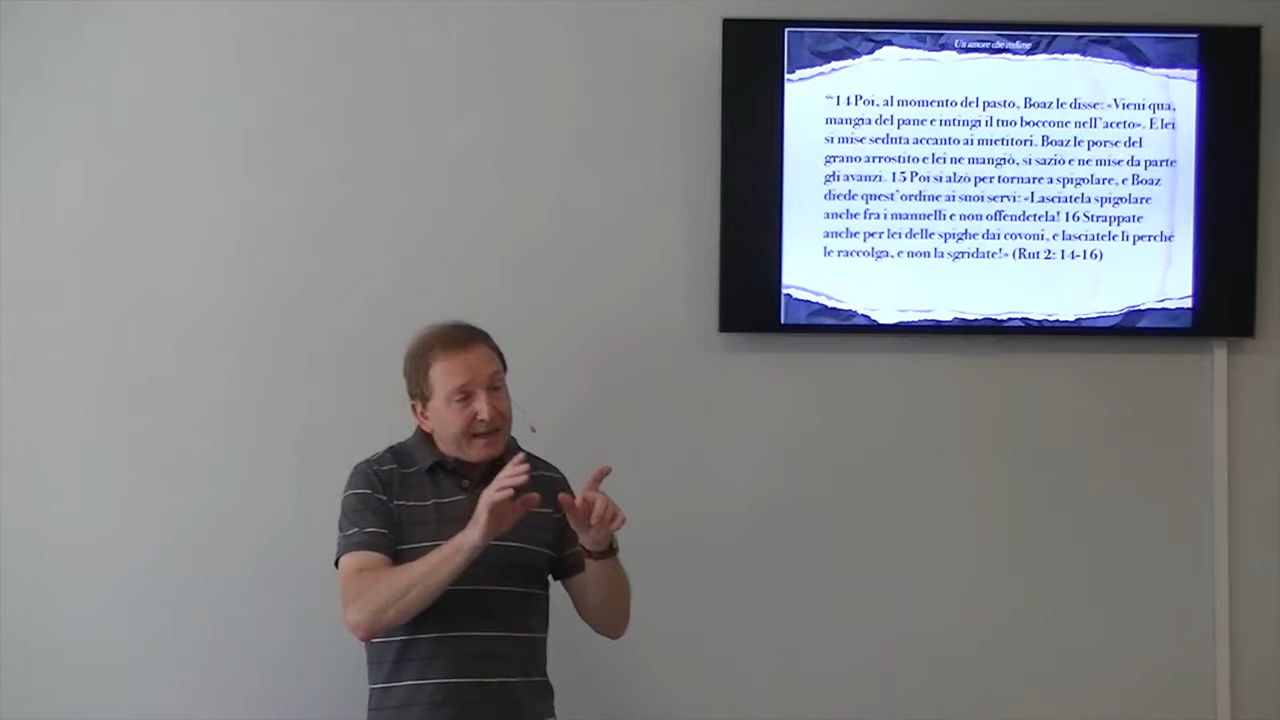 Un amore che redime
“14 Poi, al momento del pasto, Boaz le disse: «Vieni qua,
mangia del pane e intingi il tuo boccone nell’aceto». E lei
si mise seduta accanto ai mietitori. Boaz le porse del
grano arrostito e lei ne mangiò, si saziò e ne mise da parte
gli avanzi. 15 Poi si alzò per tornare a spigolare, e Boaz
diede quest’ordine ai suoi servi: «Lasciatela spigolare
anche fra i mannelli e non offendetela! 16 Strappate
anche per lei delle spighe dai covoni, e lasciatele lì perché
le raccolga, e non la sgridate!» (Rut 2: 14-16)